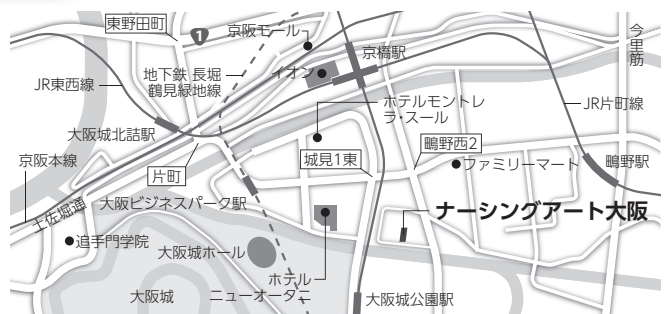 東野田町
1
京阪モール
京橋駅
今里筋
イオン
地下鉄 長堀
鶴見緑地線
JR東西線
ホテルモントレ
ラ・スール
JR片町線
大阪城北詰駅
鴫野西2
京阪本線
城見1東
ファミリーマート
鴫野駅
片町
大阪ビジネスパーク駅
土佐堀通
ナーシングアート大阪
追手門学院
大阪城ホール
ホテル
ニューオータニ
大阪城
大阪城公園駅